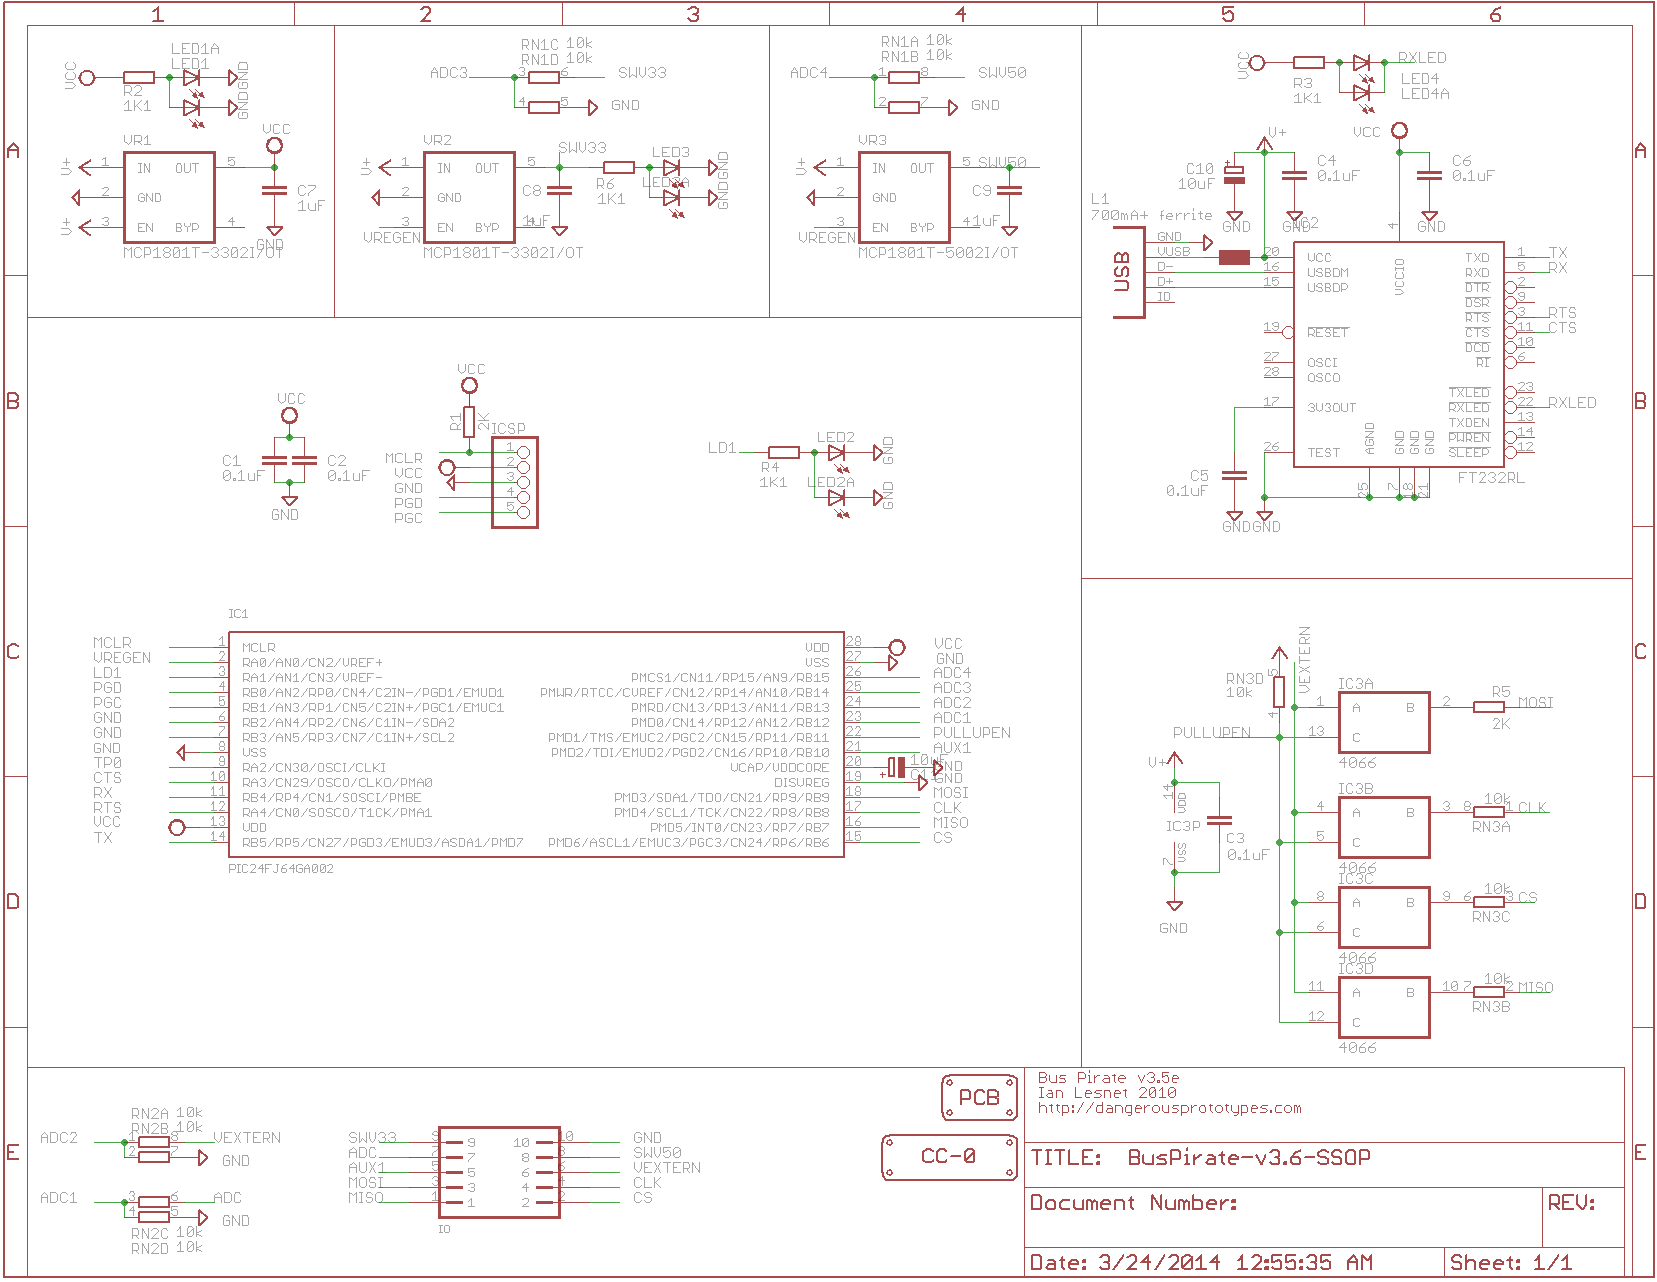 1 2 3 4 5 6
A
B
C
D
E
A
B
C
D
E
VCC
R2
1K1
LED1A
LED1
GND
GND
VR1
V+ 1 IN OUT 5 VCC
2 GND
V+ 3 EN BYP 4
C7
1uF
GND
MCP1801T-3302I/OT
RN1C 10k
RN1D 10k
ADC3 3 6 SWV33
4 5 GND
VR2
V+ 1 IN OUT 5 SWV33
2 GND
3 EN BYP 4
VREGEN
C8
1uF
MCP1801T-3302I/OT
R6
1K1
LED3
LED3A
GND
GND
RN1A 10k
RN1B 10k
ADC4 1 8 SWV50
2 7 GND
VR3
V+ 1 IN OUT 5 SWV50
2 GND
3 EN BYP 4
VREGEN
C9
1uF
MCP1801T-5002I/OT
VCC
R3
1K1
RXLED
LED4
LED4A
V+
VCC
C10
10uF
C4
0.1uF
C6
0.1uF
GND
GND
GND
L1
700mA+ ferrite
USB
GND
VUSB
D-
D+
ID
20 VCC
16 USBDM
15 USBDP
19 RESET
27 OSCI
28 OSCO
17 3V3OUT
26 TEST
4 VCCIO
TXD 1 TX
RXD 5 RX
DTR 2
DSR 9
RTS 3 RTS
CTS 11 CTS
DCD 10
RI 6
TXLED 23
RXLED 22 RXLED
TXDEN 13
PWREN 14
SLEEP 12
AGND GND GND GND
25 7 18 21
FT232RL
C5
0.1uF
GND GND
VCC
C1
0.1uF
C2
0.1uF
GND
VCC
R1
2K
ICSP
MCLR 1
VCC 2
GND 3
PGD 4
PGC 5
LD1
R4
1K1
LED2
LED2A
GND
GND
IC1
MCLR 1 MCLR
VREGEN 2 RA0/AN0/CN2/VREF+
LD1 3 RA1/AN1/CN3/VREF-
PGD 4 RB0/AN2/RP0/CN4/C2IN-/PGD1/EMUD1
PGC 5 RB1/AN3/RP1/CN5/C2IN+/PGC1/EMUC1
GND 6 RB2/AN4/RP2/CN6/C1IN-/SDA2
GND 7 RB3/AN5/RP3/CN7/C1IN+/SCL2
GND 8 VSS
TP0 9 RA2/CN30/OSCI/CLKI
CTS 10 RA3/CN29/OSCO/CLKO/PMA0
RX 11 RB4/RP4/CN1/SOSCI/PMBE
RTS 12 RA4/CN0/SOSCO/T1CK/PMA1
VCC 13 VDD
TX 14 RB5/RP5/CN27/PGD3/EMUD3/ASDA1/PMD7
VDD 28 VCC
VSS 27 GND
PMCS1/CN11/RP15/AN9/RB15 26 ADC4
PMWR/RTCC/CVREF/CN12/RP14/AN10/RB14 25 ADC3
PMRD/CN13/RP13/AN11/RB13 24 ADC2
PMD0/CN14/RP12/AN12/RB12 23 ADC1
PMD1/TMS/EMUC2/PGC2/CN15/RP11/RB11 22 PULLUPEN
PMD2/TDI/EMUD2/PGD2/CN16/RP10/RB10 21 AUX1
VCAP/VDDCORE 20 10uF GND
DISVREG 19 GND
PMD3/SDA1/TDO/CN21/RP9/RB9 18 MOSI
PMD4/SCL1/TCK/CN22/RP8/RB8 17 CLK
PMD5/INT0/CN23/RP7/RB7 16 MISO
PMD6/ASCL1/EMUC3/PGC3/CN24/RP6/RB6 15 CS
PIC24FJ64GA002
VEXTERN
RN3D
10k
5
4
PULLUPEN
V+
14 VDD
IC3P
7 VSS
C3
0.1uF
GND
IC3A
1 A B 2
13 C
4066
R5
2K
MOSI
IC3B
4 A B 3
5 C
4066
8 10k 1 CLK
RN3A
IC3C
8 A B 9
6 C
4066
6 10k 3 CS
RN3C
IC3D
11 A B 10
12 C
4066
7 10k 2 MISO
RN3B
RN2A 10k
RN2B 10k
ADC2 1 8 VEXTERN
2 7 GND
ADC1 3 6 ADC
4 5 GND
RN2C 10k
RN2D 10k
SWV33 9 9 10 10 GND
ADC 7 7 8 8 SWV50
AUX1 5 5 6 6 VEXTERN
MOSI 3 3 4 4 CLK
MISO 1 1 2 2 CS
IO
PCB
CC-0
Bus Pirate v3.5e
Ian Lesnet 2010
http://dangerousprototypes.com
TITLE: BusPirate-v3.6-SSOP
Document Number:
REV:
Date: 3/24/2014 12:55:35 AM
Sheet: 1/1